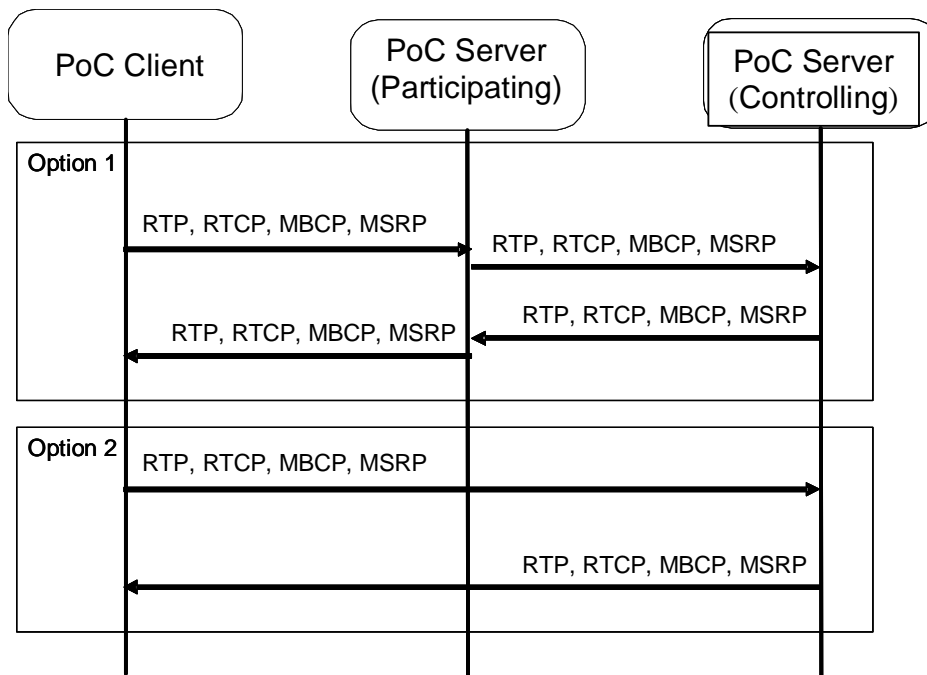 PoC Client
PoC Server
(Participating)
PoC Server
(Controlling)
Option 1
RTP, RTCP, MBCP, MSRP
RTP, RTCP, MBCP, MSRP
RTP, RTCP, MBCP, MSRP
RTP, RTCP, MBCP, MSRP
Option 2
RTP, RTCP, MBCP, MSRP
RTP, RTCP, MBCP, MSRP